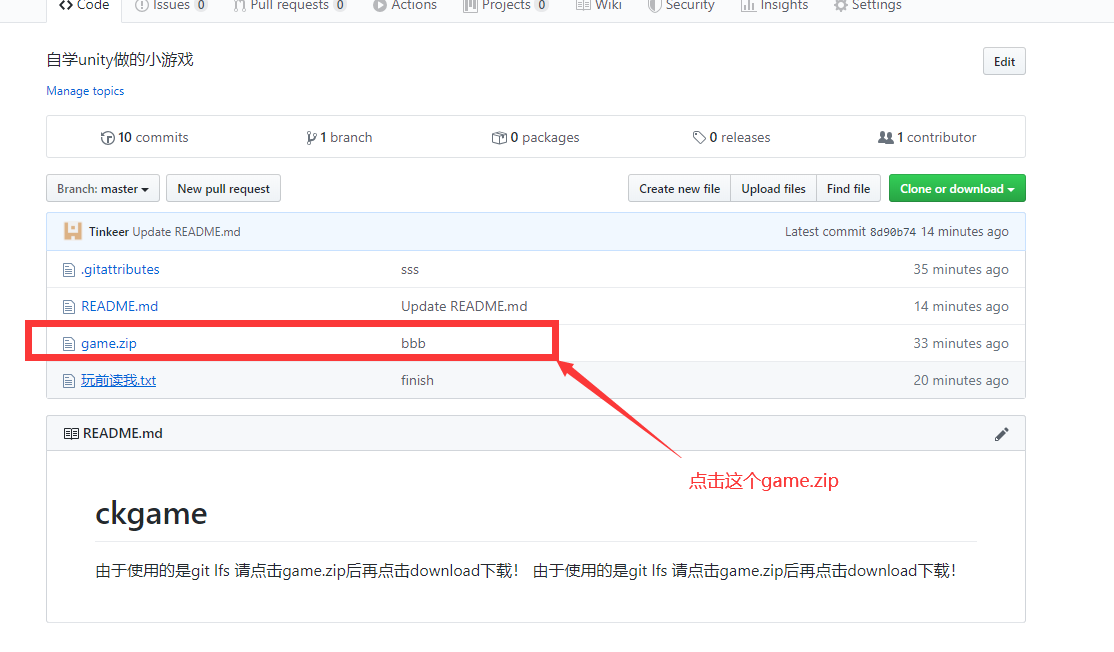 Code Issues 0 Pull requests 0 Actions Projects 0 Wiki Security Insights Settings
自学unity做的小游戏 Edit
Manage topics
10 commits 1 branch 0 packages 0 releases 1 contributor
Branch: master New pull request Create new file Upload files Find file Clone or download
Tinkeer Update README.md Latest commit 8d90b74 14 minutes ago
.gitattributes sss 35 minutes ago
README.md Update README.md 14 minutes ago
game.zip bbb 33 minutes ago
玩前读我.txt finish 20 minutes ago
README.md
点击这个game.zip
ckgame
由于使用的是git lfs 请点击game.zip后再点击download下载！ 由于使用的是git lfs 请点击game.zip后再点击download下载！